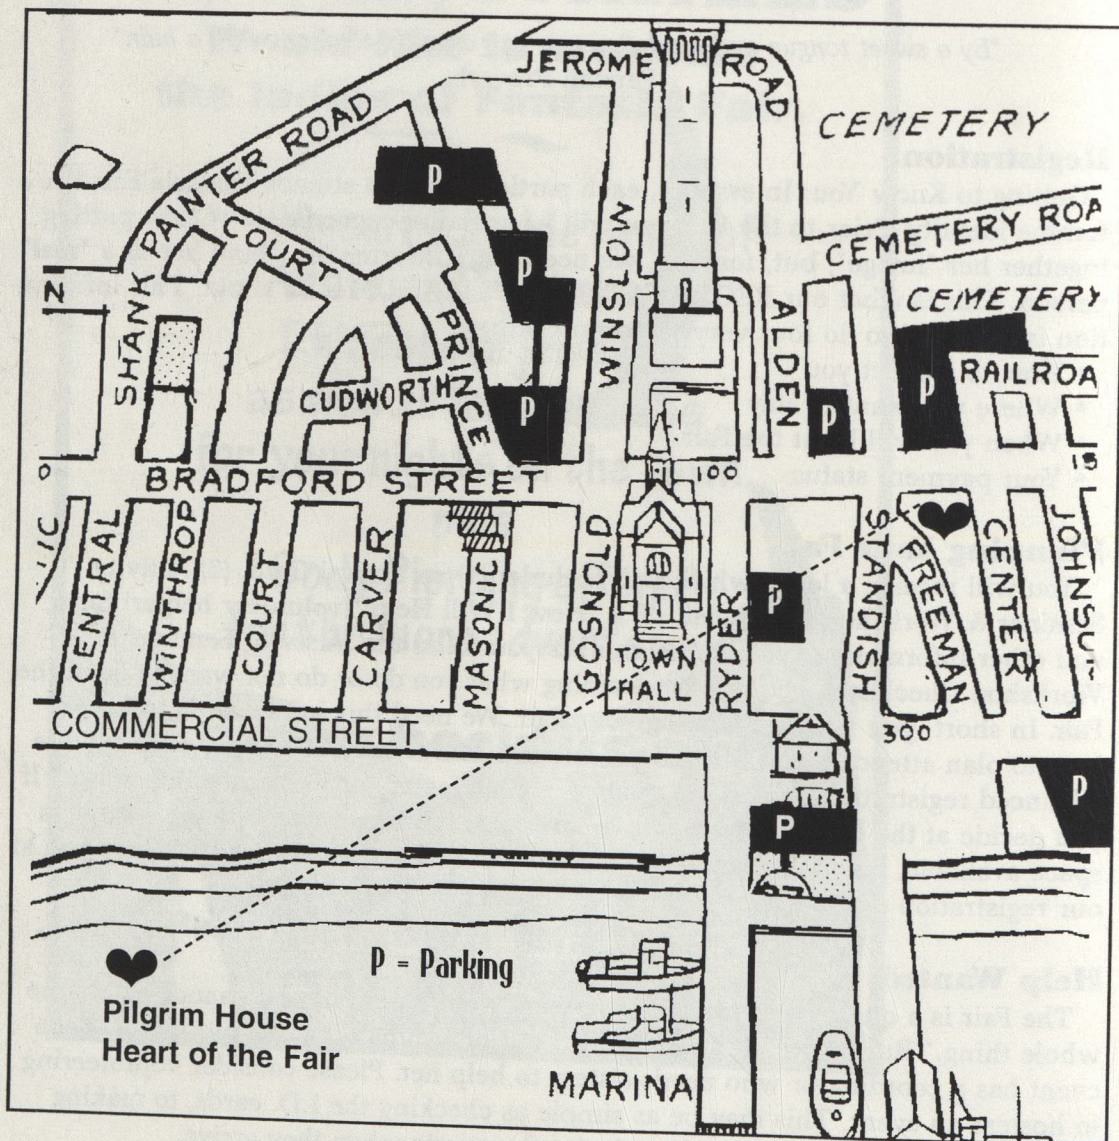 JEROME ROAD
PAINTER ROAD
CEMETERY
COURT
WINSLOW
CEMETERY ROA
P
P
CEMETERY
N
SHANK
PRINCE
ALDEN
RAILROA
CUDWORTH
P
P
P
BRADFORD STREET
100
CENTRAL
WINTHROP
COURT
CARVER
MASONIC
GOSNOLD
TOWN
HALL
RYDER
P
STANDISH
FREEMAN
CENTER
JOHNSON
COMMERCIAL STREET
300
P
P
P = Parking
Pilgrim House
Heart of the Fair
MARINA